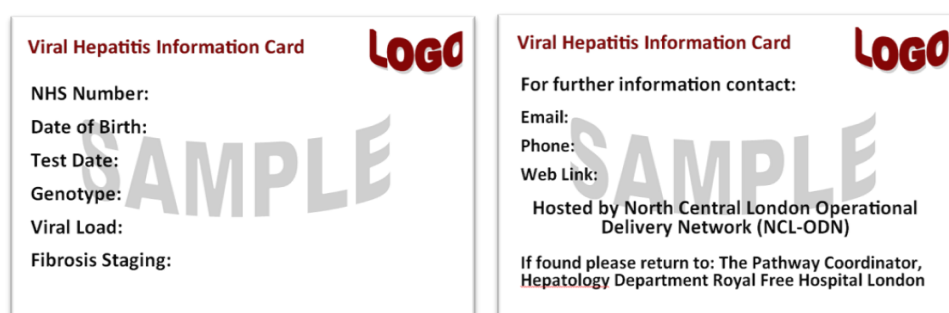 Viral Hepatitis Information Card
LOGO
NHS Number:
Date of Birth:
Test Date:
Genotype:
Viral Load:
Fibrosis Staging:
SAMPLE
Viral Hepatitis Information Card
LOGO
For further information contact:
Email:
Phone:
Web Link:
SAMPLE
Hosted by North Central London Operational
Delivery Network (NCL-ODN)
If found please return to: The Pathway Coordinator,
Hepatology Department Royal Free Hospital London